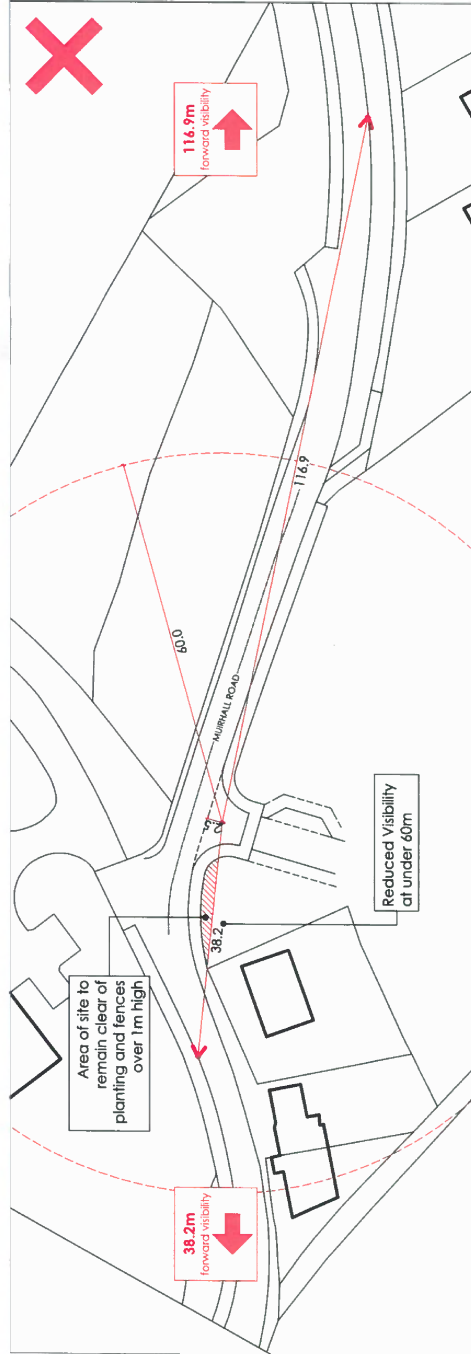 116.9m
forward visibility
60.0
116.9
MUIRHALL ROAD
38.2
Area of site to
remain clear of
planting and fences
over 1m high
Reduced Visibility
at under 60m
38.2m
forward visibility